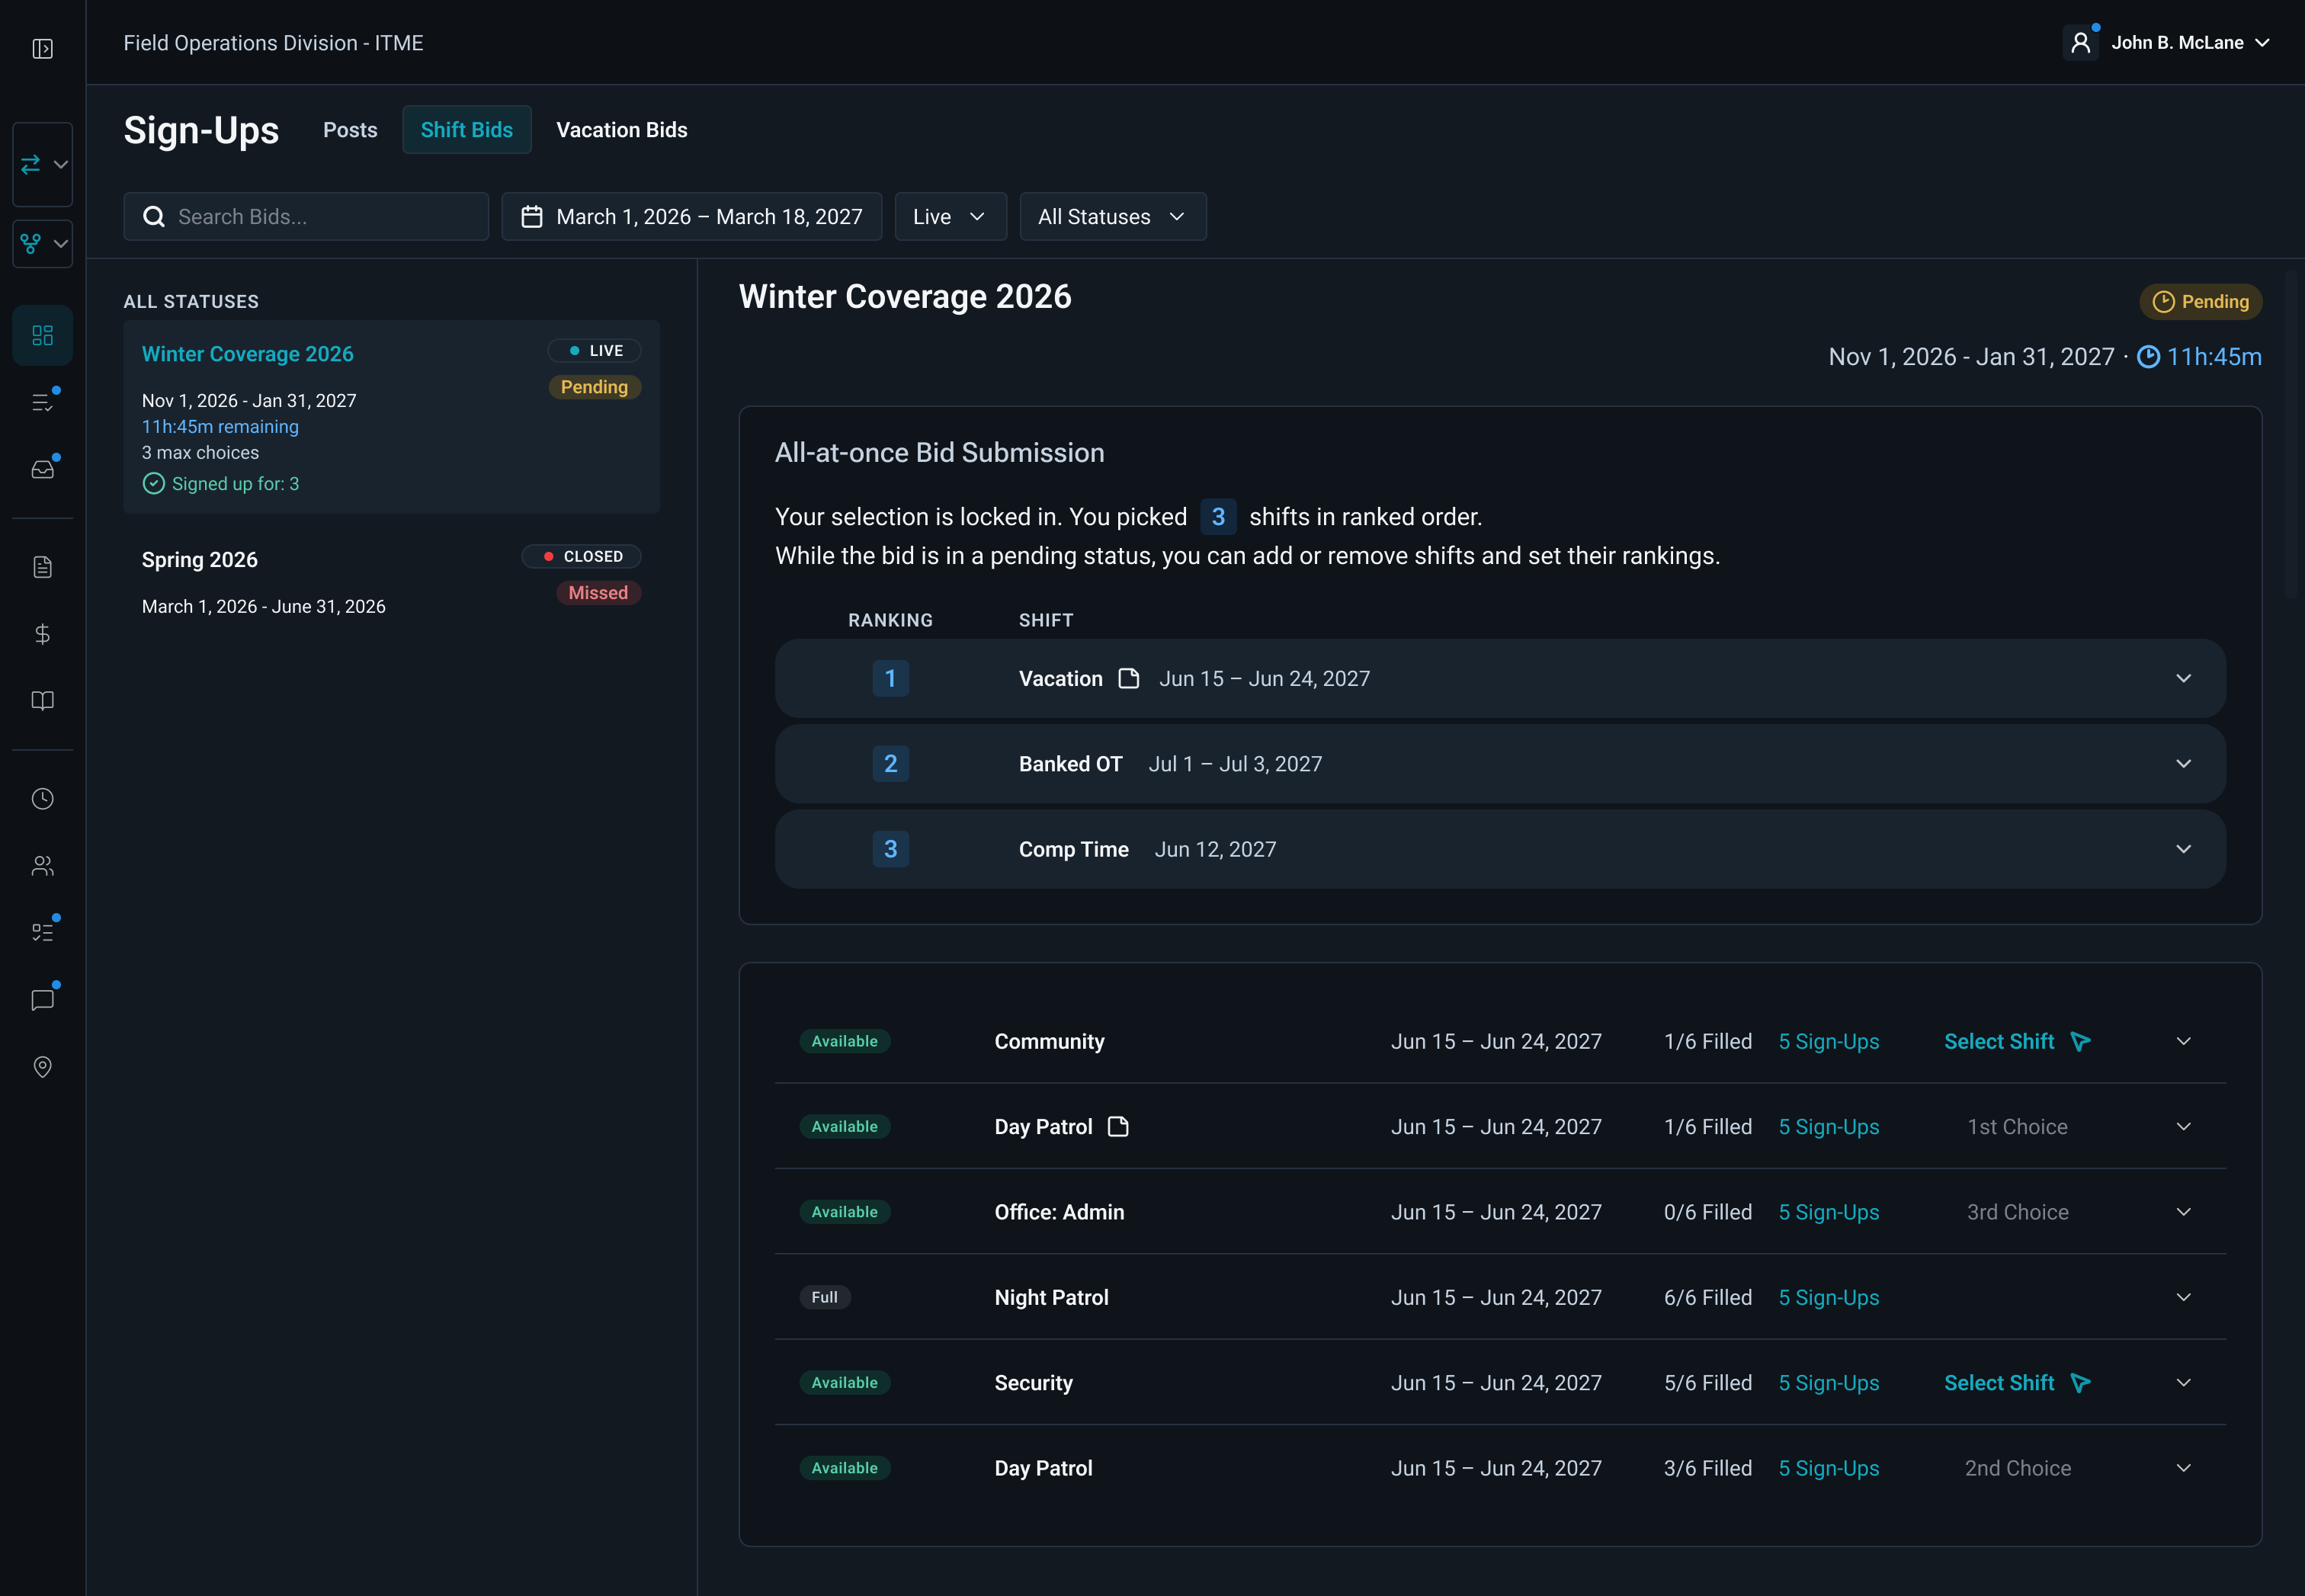 Field Operations Division - ITME
John B. McLane
Sign-Ups
Posts
Shift Bids
Vacation Bids
Search Bids...
March 1, 2026 – March 18, 2027
Live
All Statuses
ALL STATUSES
Winter Coverage 2026
LIVE
Pending
Nov 1, 2026 - Jan 31, 2027
11h:45m remaining
3 max choices
Signed up for: 3
Spring 2026
CLOSED
Missed
March 1, 2026 - June 31, 2026
Winter Coverage 2026
Pending
Nov 1, 2026 - Jan 31, 2027 · 11h:45m
All-at-once Bid Submission
Your selection is locked in. You picked 3 shifts in ranked order.
While the bid is in a pending status, you can add or remove shifts and set their rankings.
RANKING SHIFT
1 Vacation Jun 15 – Jun 24, 2027
2 Banked OT Jul 1 – Jul 3, 2027
3 Comp Time Jun 12, 2027
Available Community Jun 15 – Jun 24, 2027 1/6 Filled 5 Sign-Ups Select Shift
Available Day Patrol Jun 15 – Jun 24, 2027 1/6 Filled 5 Sign-Ups 1st Choice
Available Office: Admin Jun 15 – Jun 24, 2027 0/6 Filled 5 Sign-Ups 3rd Choice
Full Night Patrol Jun 15 – Jun 24, 2027 6/6 Filled 5 Sign-Ups
Available Security Jun 15 – Jun 24, 2027 5/6 Filled 5 Sign-Ups Select Shift
Available Day Patrol Jun 15 – Jun 24, 2027 3/6 Filled 5 Sign-Ups 2nd Choice